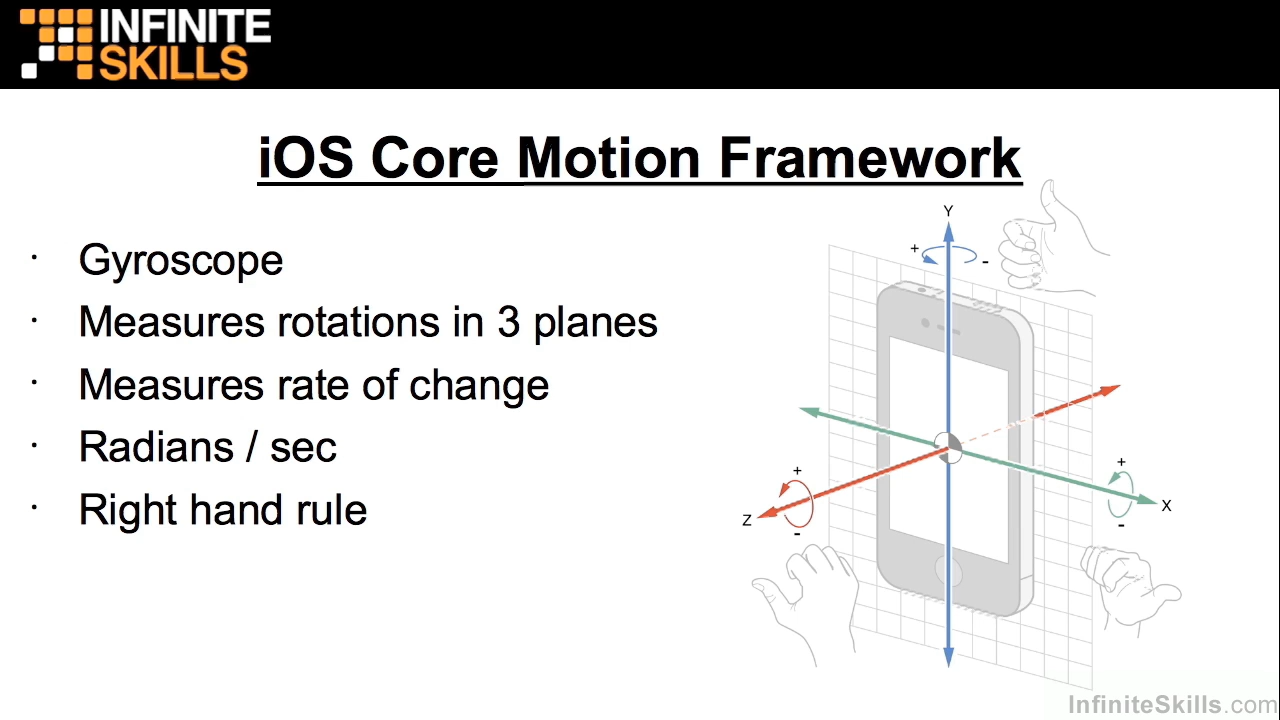 INFINITE
SKILLS
iOS Core Motion Framework
· Gyroscope
· Measures rotations in 3 planes
· Measures rate of change
· Radians / sec
· Right hand rule
Y
+
-
+
Z
-
+
X
-
InfiniteSkills.com